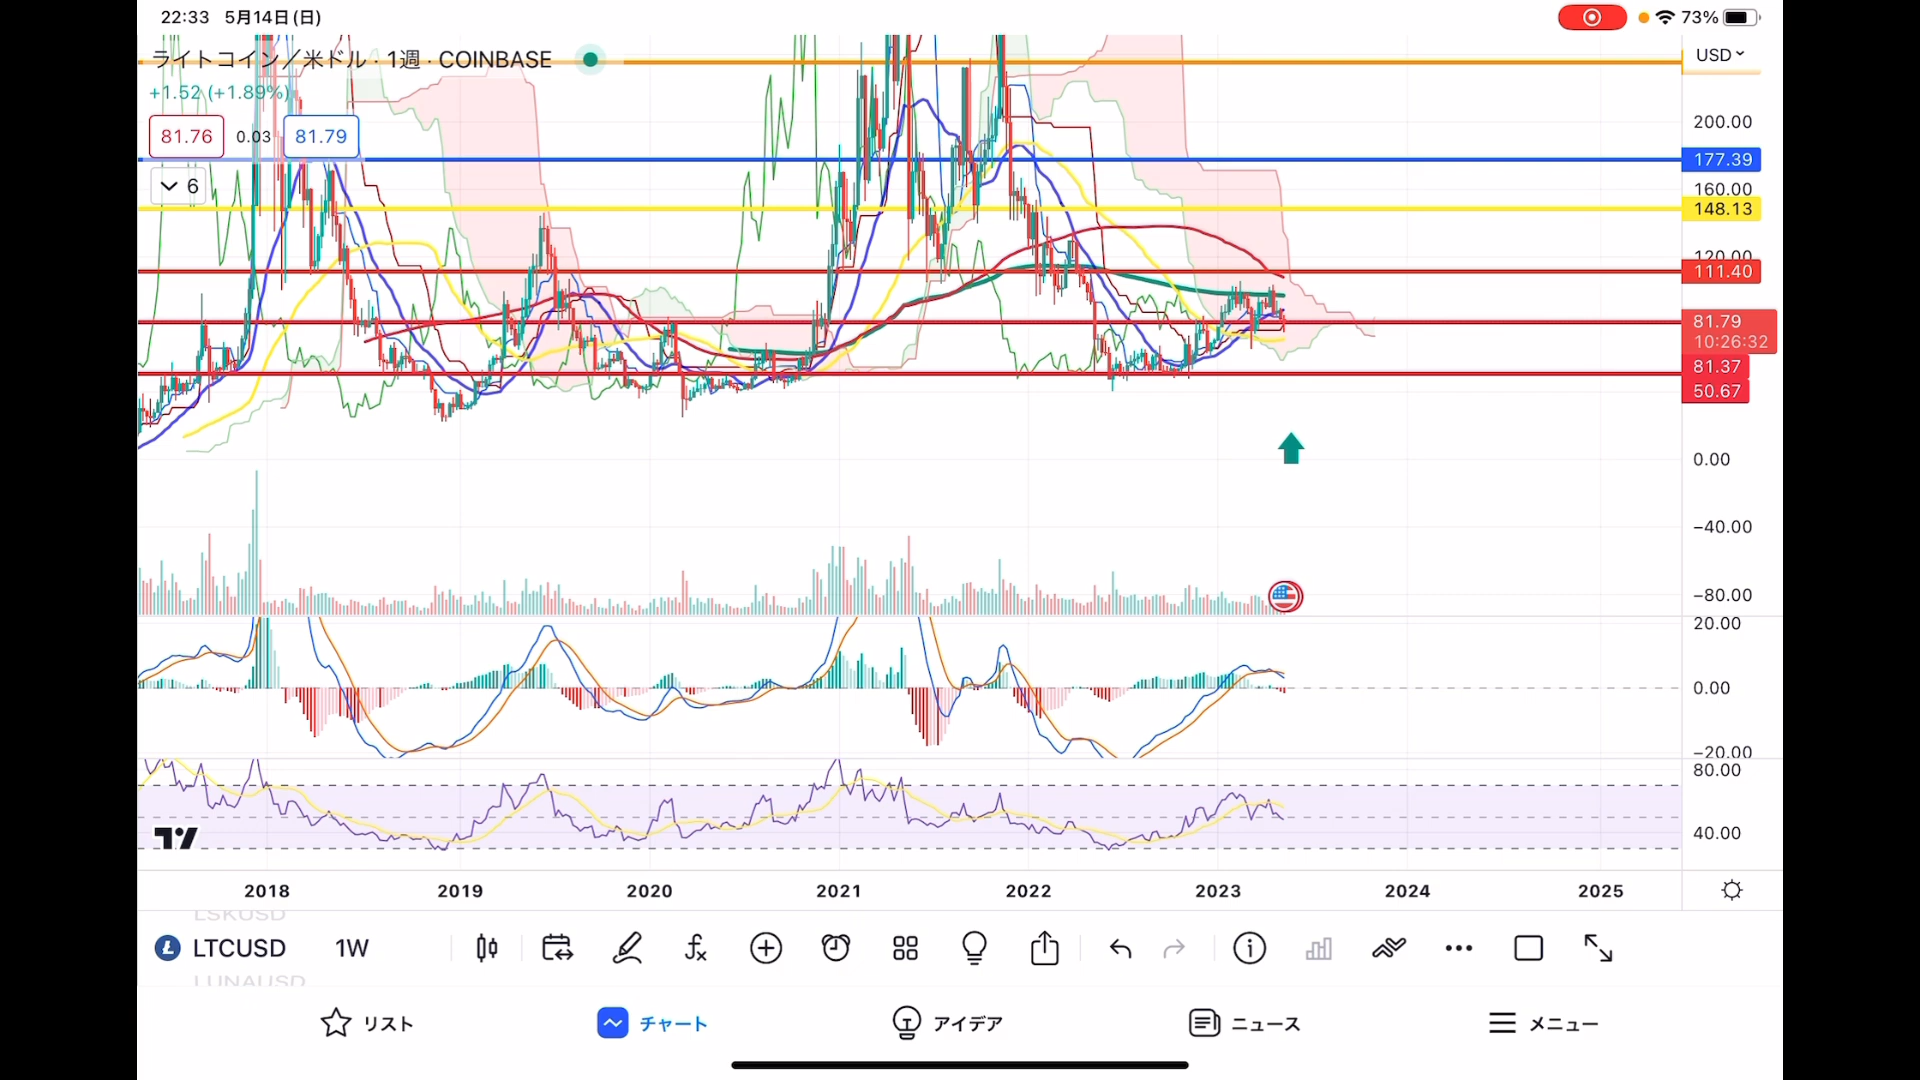 22:33 5月14日(日)
73%
ライトコイン／米ドル · 1週 · COINBASE
USD
+1.52 (+1.89%)
81.76 0.03 81.79
6
200.00
177.39
160.00
148.13
120.00
111.40
81.79
10:26:32
81.37
50.67
0.00
−40.00
−80.00
20.00
0.00
−20.00
80.00
40.00
2018 2019 2020 2021 2022 2023 2024 2025
LSKUSD
LTCUSD 1W
LUNAUSD
リスト チャート アイデア ニュース メニュー